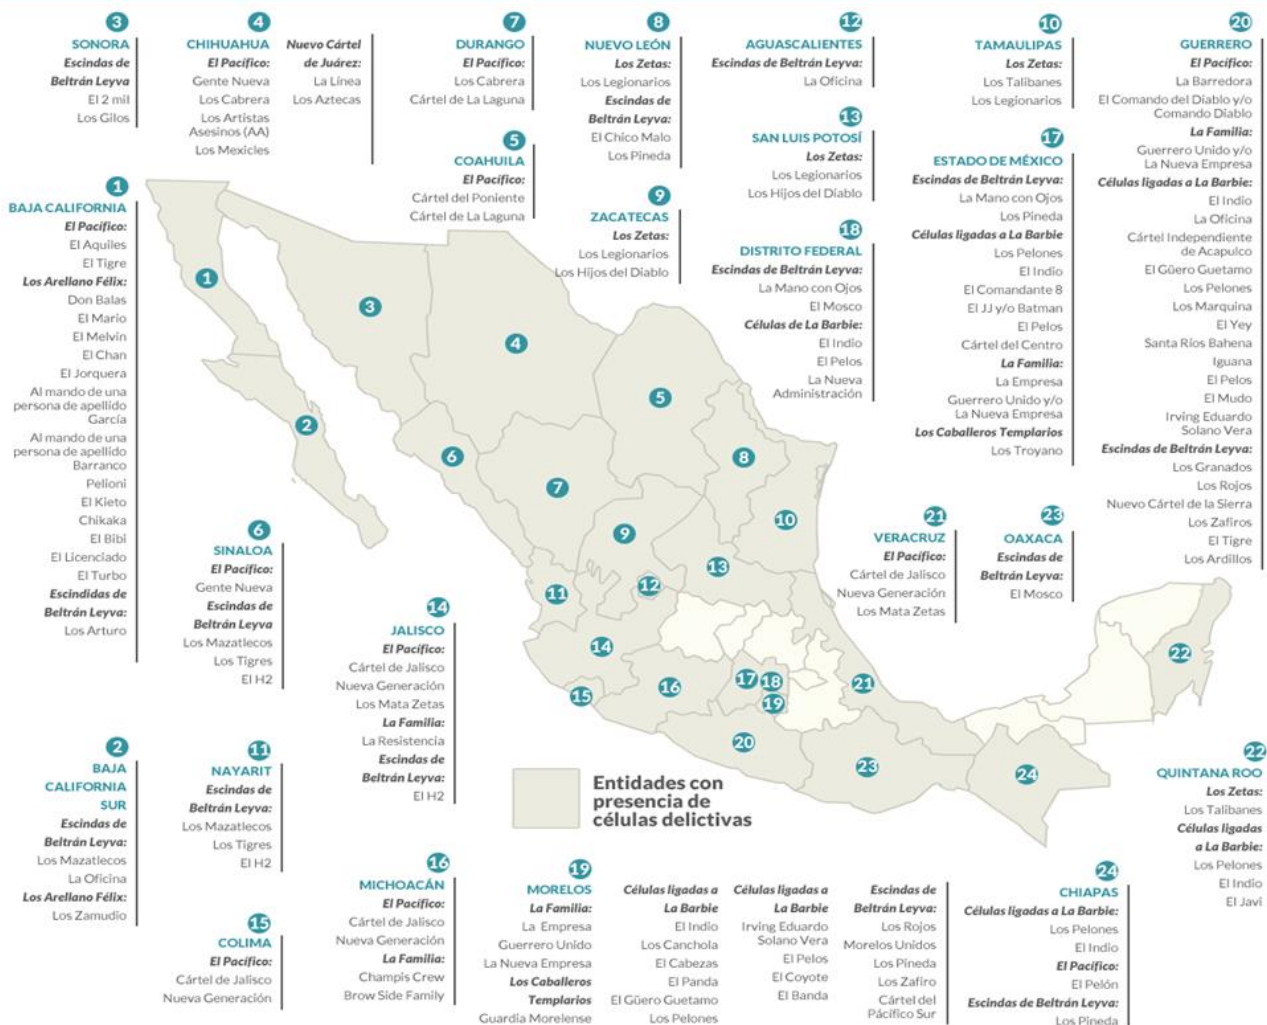 3
SONORA
Escindas de
Beltrán Leyva
El 2 mil
Los Gilos
4
CHIHUAHUA
El Pacífico:
Gente Nueva
Los Cabrera
Los Artistas
Asesinos (AA)
Los Mexicles
Nuevo Cártel
de Juárez:
La Línea
Los Aztecas
7
DURANGO
El Pacífico:
Los Cabrera
Cártel de La Laguna
5
COAHUILA
El Pacífico:
Cártel del Poniente
Cártel de La Laguna
8
NUEVO LEÓN
Los Zetas:
Los Legionarios
Escindas de
Beltrán Leyva:
El Chico Malo
Los Pineda
9
ZACATECAS
Los Zetas:
Los Legionarios
Los Hijos del Diablo
12
AGUASCALIENTES
Escindas de Beltrán Leyva:
La Oficina
13
SAN LUIS POTOSÍ
Los Zetas:
Los Legionarios
Los Hijos del Diablo
18
DISTRITO FEDERAL
Escindas de Beltrán Leyva:
La Mano con Ojos
El Mosco
Células de La Barbie:
El Indio
El Pelos
La Nueva
Administración
10
TAMAULIPAS
Los Zetas:
Los Talibanes
Los Legionarios
17
ESTADO DE MÉXICO
Escindas de Beltrán Leyva:
La Mano con Ojos
Los Pineda
Células ligadas a La Barbie
Los Pelones
El Indio
El Comandante 8
El JJ y/o Batman
El Pelos
Cártel del Centro
La Familia:
La Empresa
Guerrero Unido y/o
La Nueva Empresa
Los Caballeros Templarios
Los Troyano
20
GUERRERO
El Pacífico:
La Barredora
El Comando del Diablo y/o
Comando Diablo
La Familia:
Guerrero Unido y/o
La Nueva Empresa
Células ligadas a La Barbie:
El Indio
La Oficina
Cártel Independiente
de Acapulco
El Güero Guetamo
Los Pelones
Los Marquina
El Yey
Santa Ríos Bahena
Iguana
El Pelos
El Mudo
Irving Eduardo
Solano Vera
Escindas de Beltrán Leyva:
Los Granados
Los Rojos
Nuevo Cártel de la Sierra
Los Zafiros
El Tigre
Los Ardillos
1
BAJA CALIFORNIA
El Pacífico:
El Aquiles
El Tigre
Los Arellano Félix:
Don Balas
El Mario
El Melvin
El Chan
El Jorquera
Al mando de una
persona de apellido
García
Al mando de una
persona de apellido
Barranco
Pelioni
El Kieto
Chikaka
El Bibi
El Licenciado
El Turbo
Escindidas de
Beltrán Leyva:
Los Arturo
6
SINALOA
El Pacífico:
Gente Nueva
Escindas de
Beltrán Leyva
Los Mazatlecos
Los Tigres
El H2
14
JALISCO
El Pacífico:
Cártel de Jalisco
Nueva Generación
Los Mata Zetas
La Familia:
La Resistencia
Escindas de
Beltrán Leyva:
El H2
21
VERACRUZ
El Pacífico:
Cártel de Jalisco
Nueva Generación
Los Mata Zetas
23
OAXACA
Escindas de
Beltrán Leyva:
El Mosco
1
2
3
4
5
6
7
8
9
10
11
12
13
14
15
16
17
18
19
20
21
22
23
24
Entidades con
presencia de
células delictivas
2
BAJA
CALIFORNIA
SUR
Escindas de
Beltrán Leyva:
Los Mazatlecos
La Oficina
Los Arellano Félix:
Los Zamudio
11
NAYARIT
Escindas de
Beltrán Leyva:
Los Mazatlecos
Los Tigres
El H2
15
COLIMA
El Pacífico:
Cártel de Jalisco
Nueva Generación
16
MICHOACÁN
El Pacífico:
Cártel de Jalisco
Nueva Generación
La Familia:
Champis Crew
Brow Side Family
19
MORELOS
La Familia:
La Empresa
Guerrero Unido
La Nueva Empresa
Los Caballeros
Templarios
Guardia Morelense
Células ligadas a
La Barbie
El Indio
Los Canchola
El Cabezas
El Panda
El Güero Guetamo
Los Pelones
Células ligadas a
La Barbie
Irving Eduardo
Solano Vera
El Pelos
El Coyote
El Banda
Escindas de
Beltrán Leyva:
Los Rojos
Morelos Unidos
Los Pineda
Los Zafiro
Cártel del
Pácífico Sur
24
CHIAPAS
Células ligadas a La Barbie:
Los Pelones
El Indio
El Pacífico:
El Pelón
Escindas de Beltrán Leyva:
Los Pineda
22
QUINTANA ROO
Los Zetas:
Los Talibanes
Células ligadas
a La Barbie:
Los Pelones
El Indio
El Javi